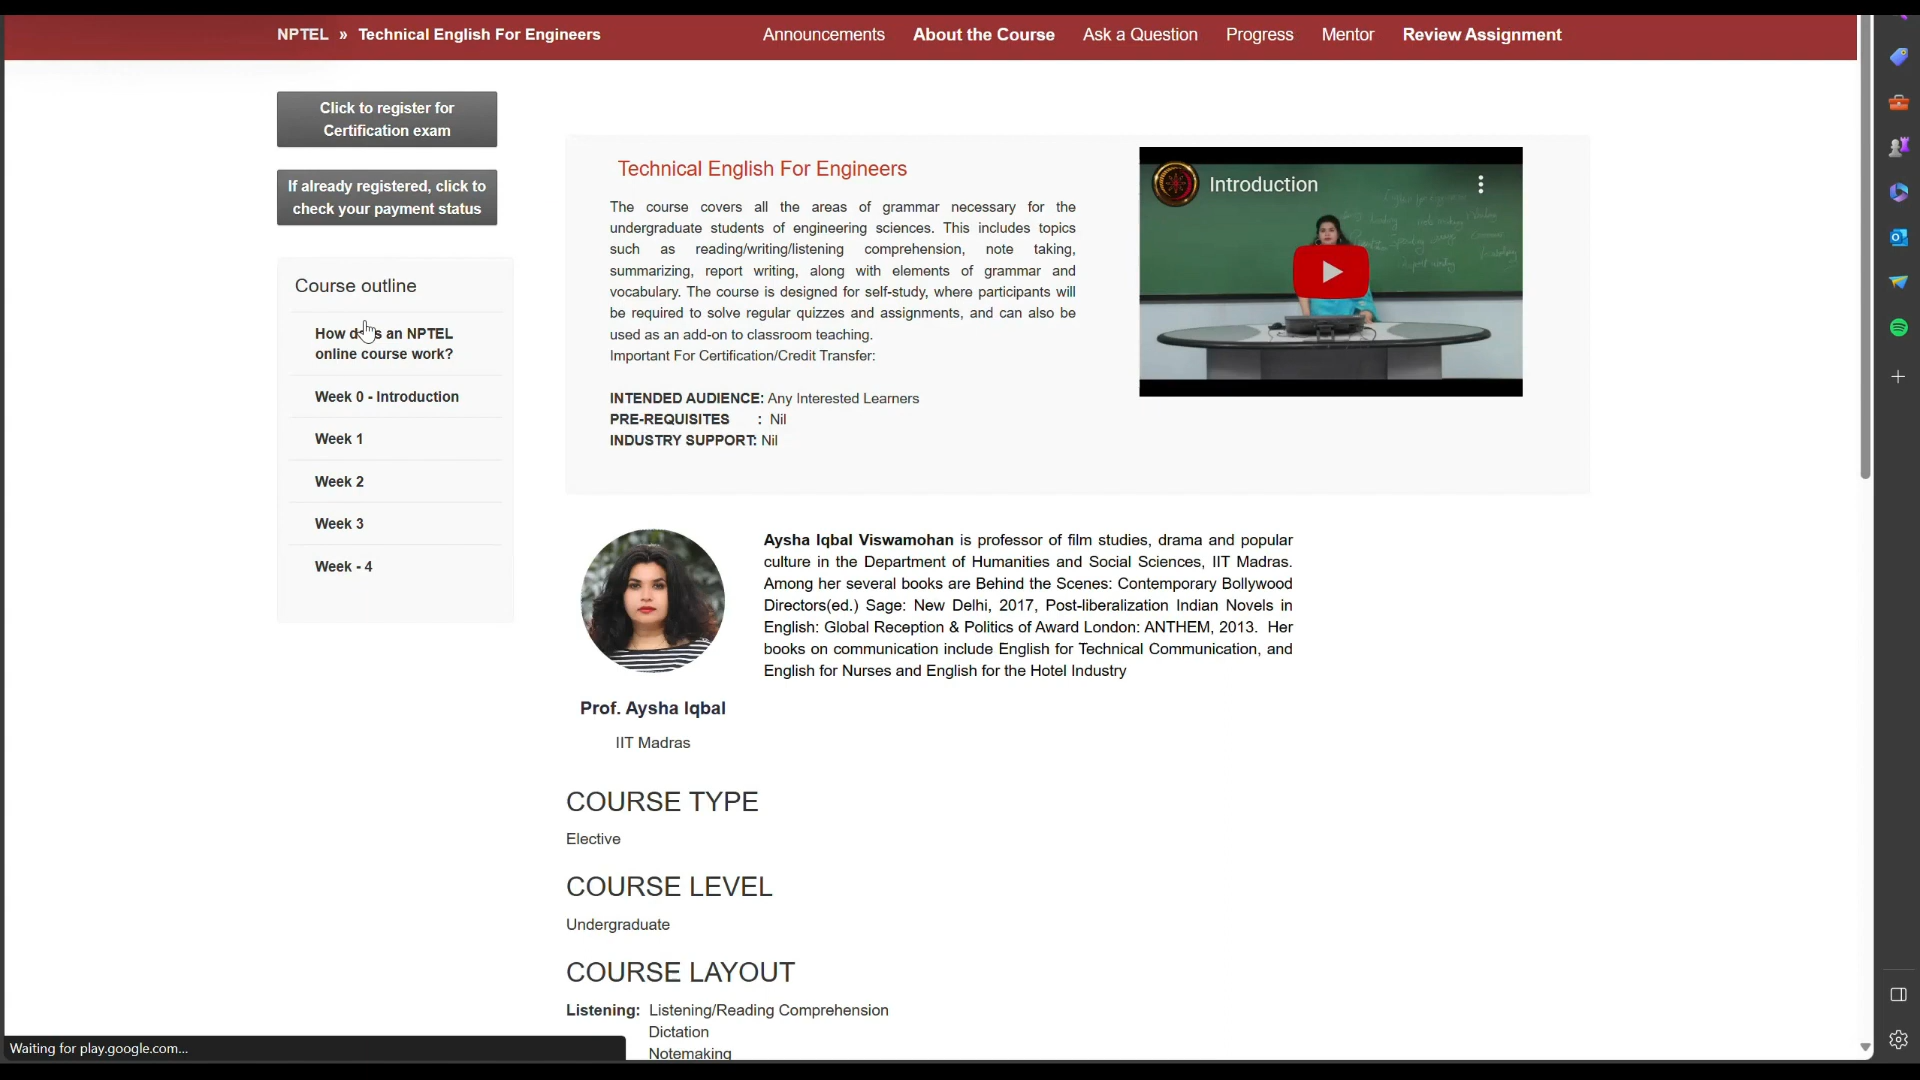 NPTEL » Technical English For Engineers
Announcements About the Course Ask a Question Progress Mentor Review Assignment
Click to register for
Certification exam
If already registered, click to
check your payment status
Course outline
How an NPTEL
online course work?
Week 0 - Introduction
Week 1
Week 2
Week 3
Week - 4
Technical English For Engineers
The course covers all the areas of grammar necessary for the
undergraduate students of engineering sciences. This includes topics
such as reading/writing/listening comprehension, note taking,
summarizing, report writing, along with elements of grammar and
vocabulary. The course is designed for self-study, where participants will
be required to solve regular quizzes and assignments, and can also be
used as an add-on to classroom teaching.
Important For Certification/Credit Transfer:
INTENDED AUDIENCE: Any Interested Learners
PRE-REQUISITES : Nil
INDUSTRY SUPPORT: Nil
Introduction
Aysha Iqbal Viswamohan is professor of film studies, drama and popular
culture in the Department of Humanities and Social Sciences, IIT Madras.
Among her several books are Behind the Scenes: Contemporary Bollywood
Directors(ed.) Sage: New Delhi, 2017, Post-liberalization Indian Novels in
English: Global Reception & Politics of Award London: ANTHEM, 2013. Her
books on communication include English for Technical Communication, and
English for Nurses and English for the Hotel Industry
Prof. Aysha Iqbal
IIT Madras
COURSE TYPE
Elective
COURSE LEVEL
Undergraduate
COURSE LAYOUT
Listening: Listening/Reading Comprehension
Dictation
Notemaking
Waiting for play.google.com...